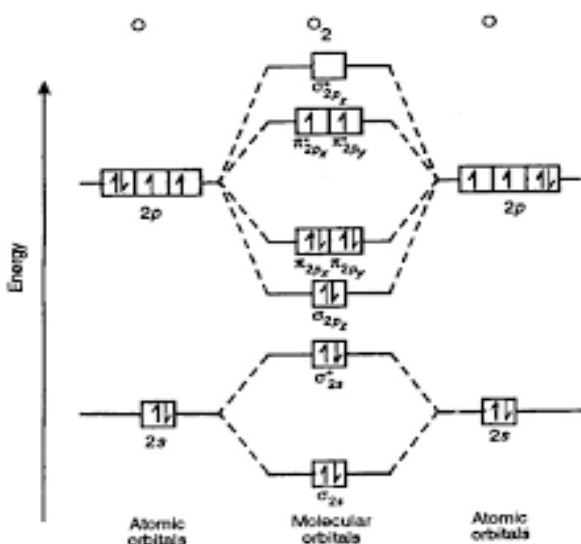 O O₂ O
σ*2pz
π*2px π*2py
2p 2p
π2px π2py
σ2pz
σ*2s
2s 2s
σ2s
Energy
Atomic orbitals
Molecular orbitals
Atomic orbitals